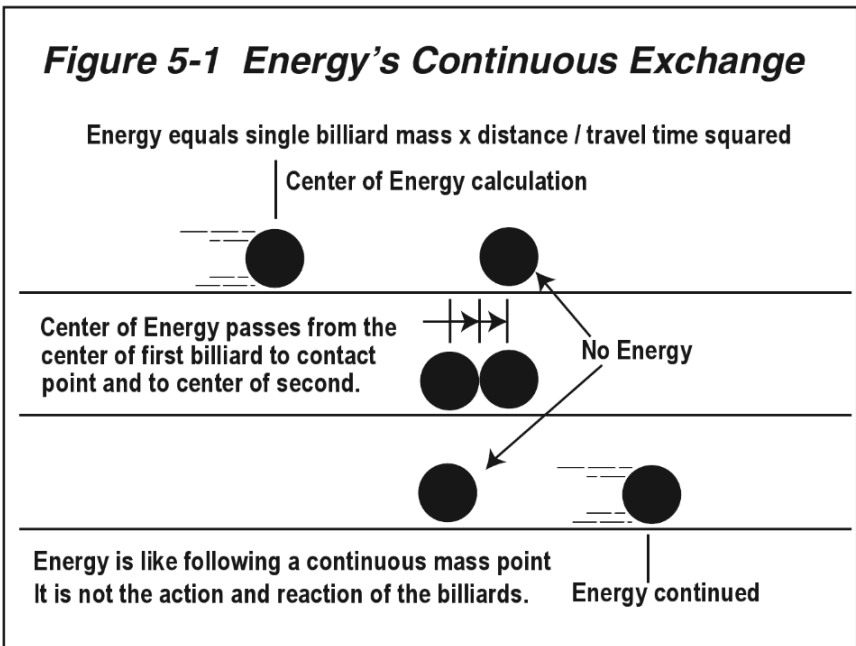 Figure 5-1 Energy's Continuous Exchange
Energy equals single billiard mass x distance / travel time squared
Center of Energy calculation
Center of Energy passes from the
center of first billiard to contact
point and to center of second.
No Energy
Energy is like following a continuous mass point
It is not the action and reaction of the billiards.
Energy continued